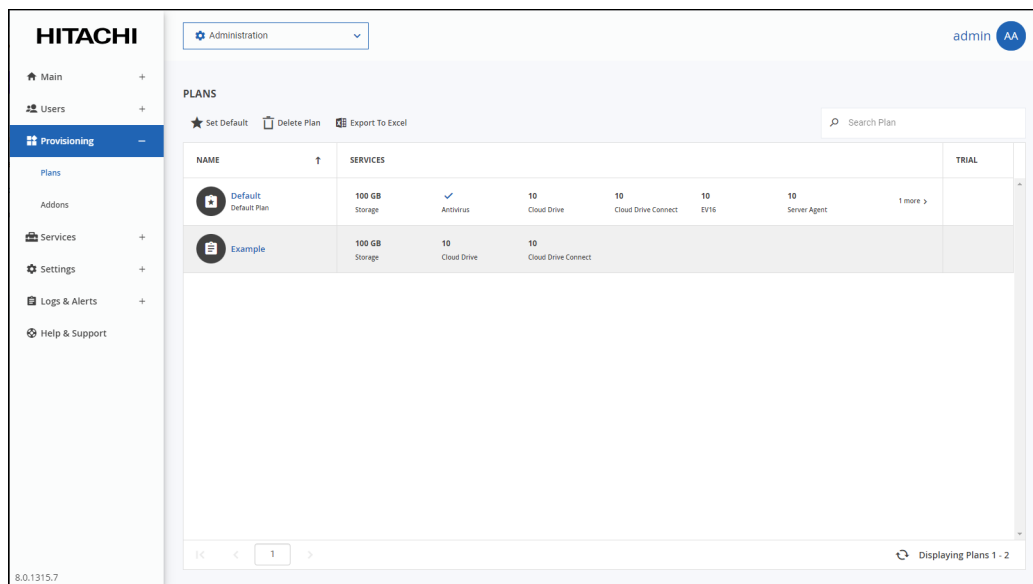 HITACHI
Administration
admin AA
Main
Users
Provisioning
Plans
Addons
Services
Settings
Logs & Alerts
Help & Support
8.0.1315.7
PLANS
Set Default Delete Plan Export To Excel
Search Plan
NAME SERVICES TRIAL
Default
Default Plan
100 GB 10 10 10 10
Storage Antivirus Cloud Drive Cloud Drive Connect EV16 Server Agent
1 more
Example
100 GB 10 10
Storage Cloud Drive Cloud Drive Connect
1
Displaying Plans 1 - 2